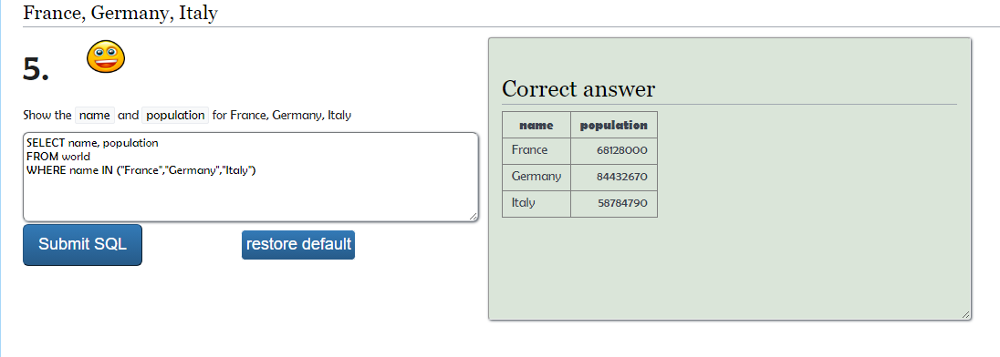 France, Germany, Italy
5.
Show the name and population for France, Germany, Italy
SELECT name, population
FROM world
WHERE name IN ("France","Germany","Italy")
Submit SQL
restore default
Correct answer
name population
France 68128000
Germany 84432670
Italy 58784790